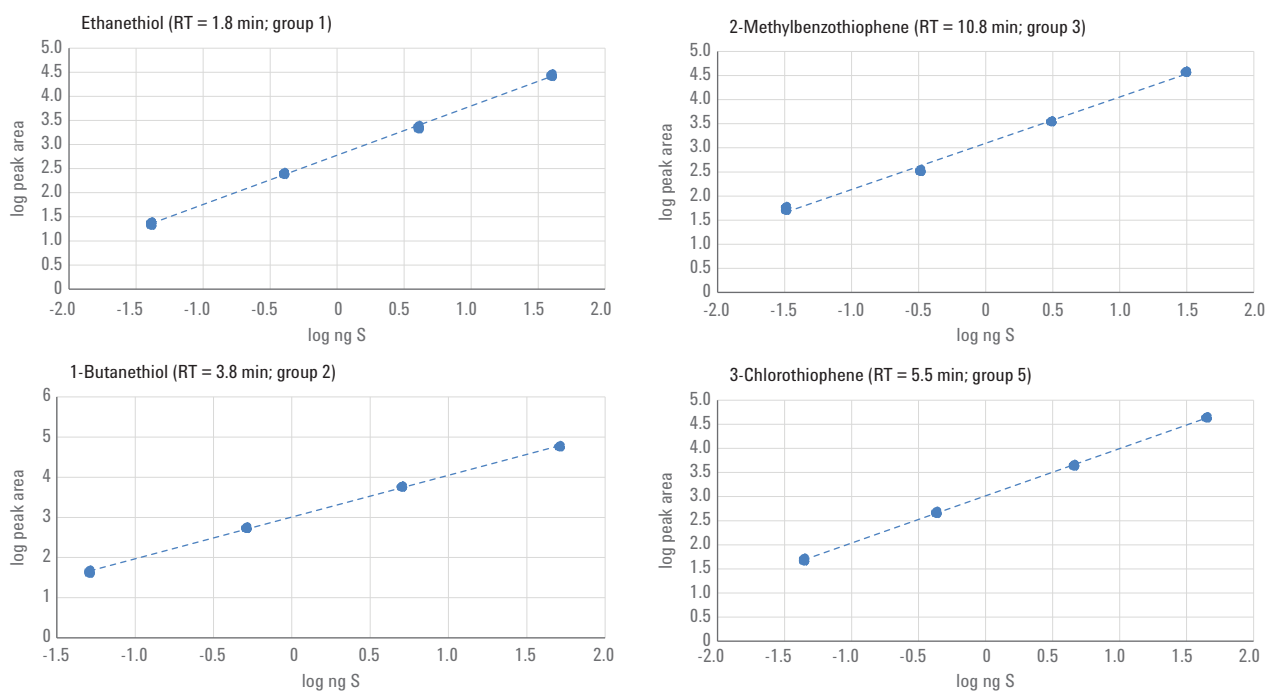 Ethanethiol (RT = 1.8 min; group 1)
5.0
4.5
4.0
3.5
3.0
2.5
2.0
1.5
1.0
0.5
0
log peak area
-2.0 -1.5 -1.0 -0.5 0 0.5 1.0 1.5 2.0
log ng S
2-Methylbenzothiophene (RT = 10.8 min; group 3)
5.0
4.5
4.0
3.5
3.0
2.5
2.0
1.5
1.0
0.5
0
log peak area
-2.0 -1.5 -1.0 -0.5 0 0.5 1.0 1.5 2.0
log ng S
1-Butanethiol (RT = 3.8 min; group 2)
6
5
4
3
2
1
0
log peak area
-1.5 -1.0 -0.5 0 0.5 1.0 1.5 2.0
log ng S
3-Chlorothiophene (RT = 5.5 min; group 5)
5.0
4.5
4.0
3.5
3.0
2.5
2.0
1.5
1.0
0.5
0
log peak area
-2.0 -1.5 -1.0 -0.5 0 0.5 1.0 1.5 2.0
log ng S